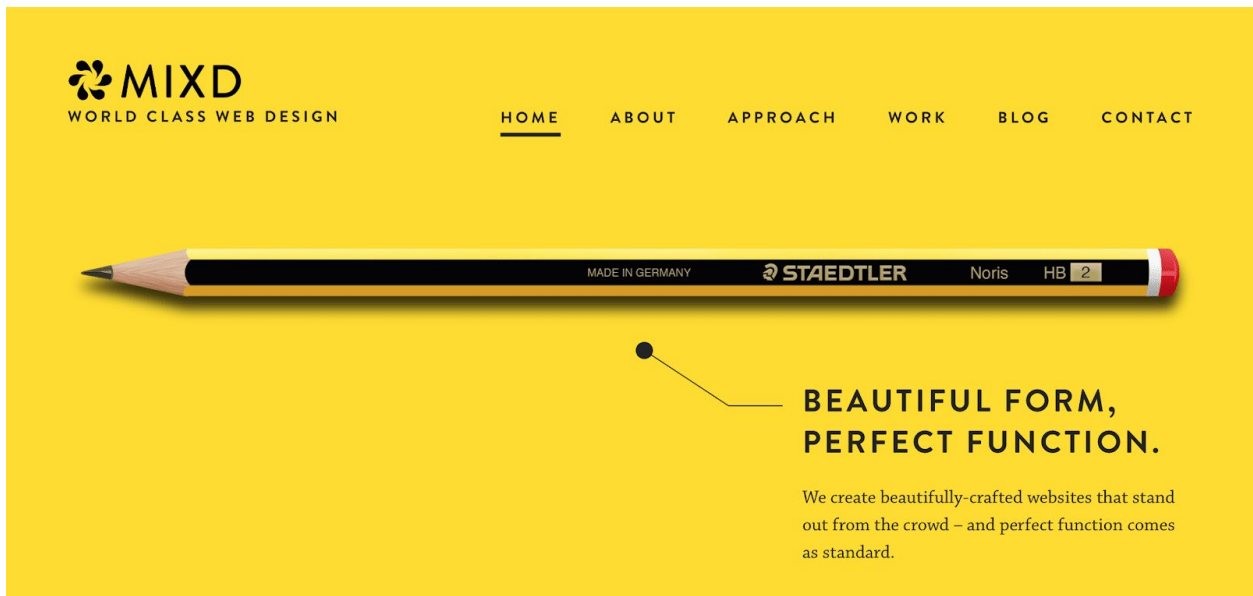 MIXD
WORLD CLASS WEB DESIGN
HOME ABOUT APPROACH WORK BLOG CONTACT
MADE IN GERMANY STAEDTLER Noris HB 2
BEAUTIFUL FORM,
PERFECT FUNCTION.
We create beautifully-crafted websites that stand
out from the crowd – and perfect function comes
as standard.